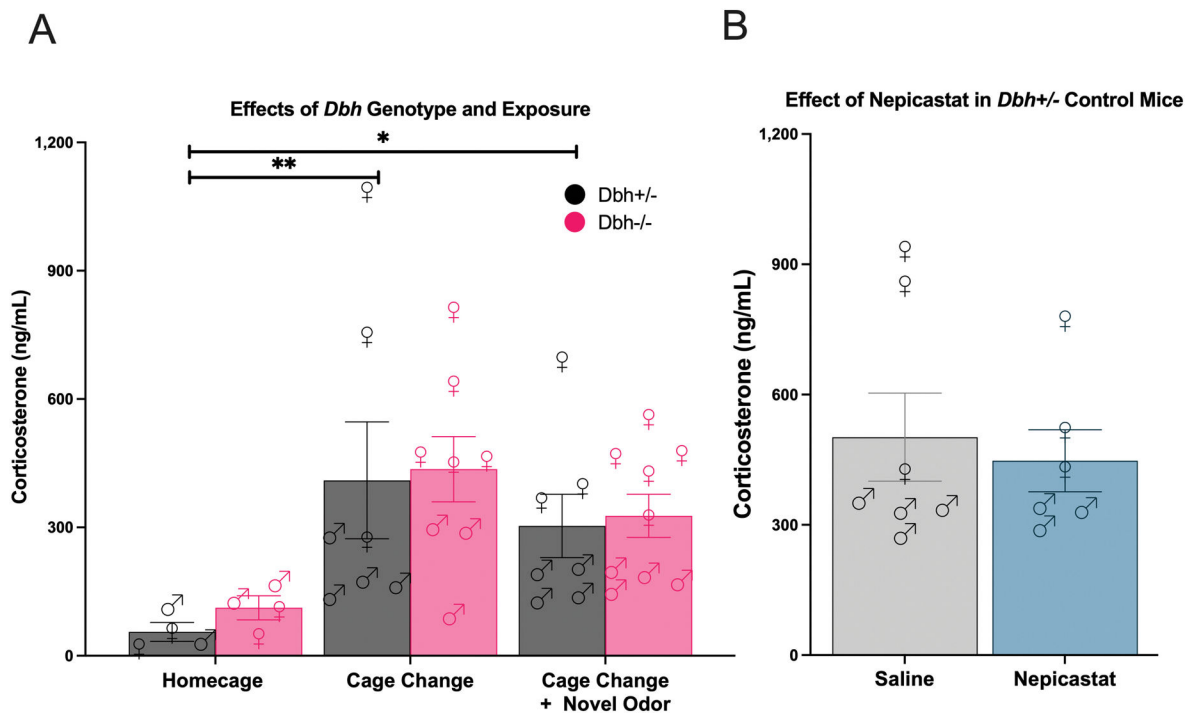 A
Effects of Dbh Genotype and Exposure
*
**
Dbh+/-
Dbh-/-
Corticosterone (ng/mL)
1,200
900
600
300
0
Homecage
Cage Change
Cage Change
+ Novel Odor
B
Effect of Nepicastat in Dbh+/- Control Mice
Corticosterone (ng/mL)
1,200
900
600
300
0
Saline
Nepicastat